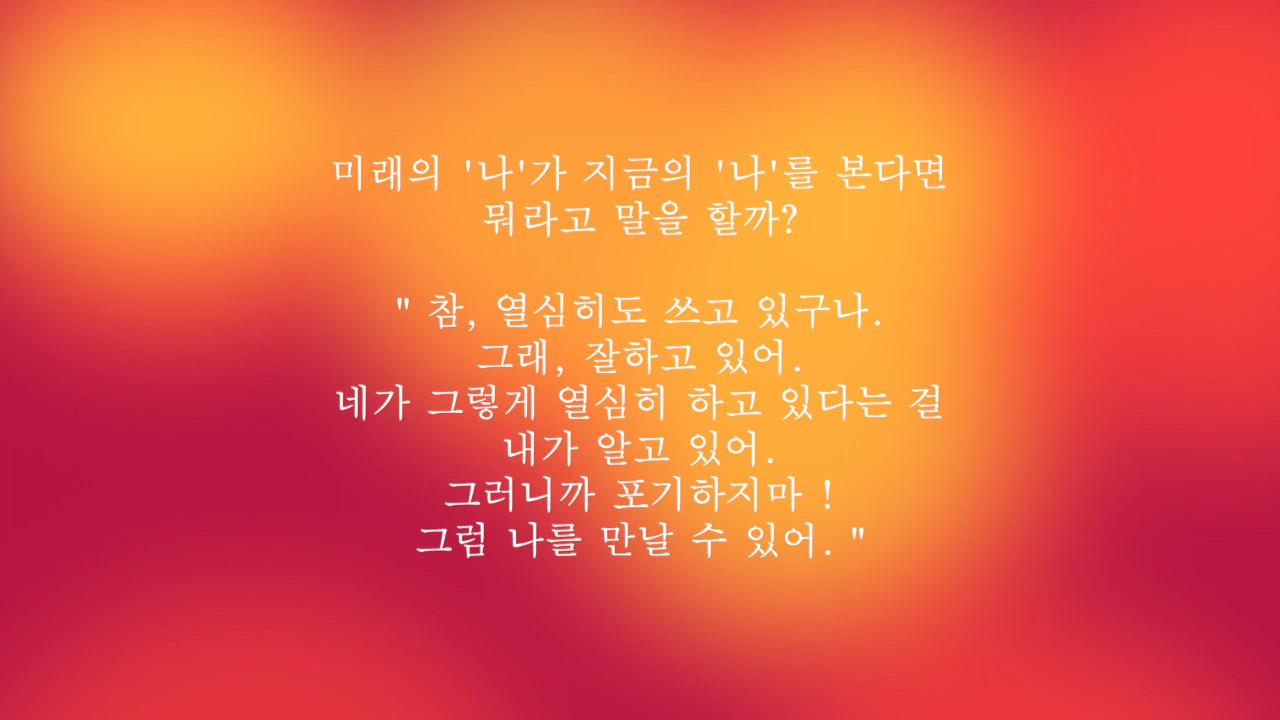 미래의 '나'가 지금의 '나'를 본다면
뭐라고 말을 할까?
" 참, 열심히도 쓰고 있구나.
그래, 잘하고 있어.
네가 그렇게 열심히 하고 있다는 걸
내가 알고 있어.
그러니까 포기하지마 !
그럼 나를 만날 수 있어. "